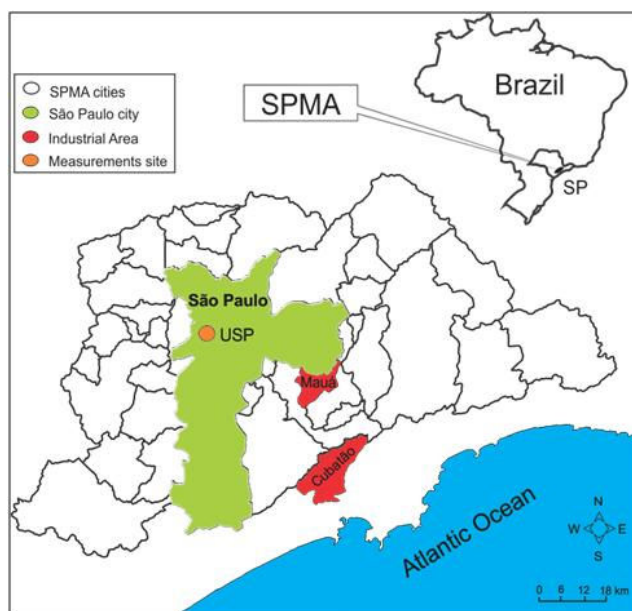 SPMA cities
São Paulo city
Industrial Area
Measurements site
Brazil
SPMA
SP
São Paulo
USP
Mauá
Cubatão
Atlantic Ocean
N
W E
S
0 6 12 18 km